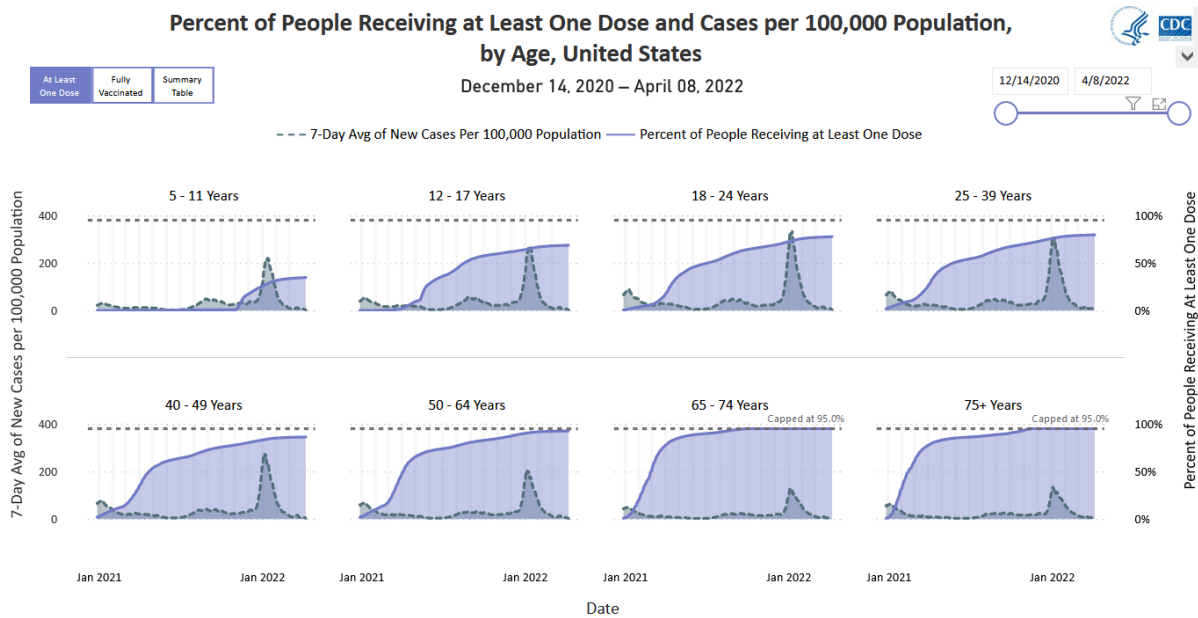 Percent of People Receiving at Least One Dose and Cases per 100,000 Population,
by Age, United States
December 14, 2020 – April 08, 2022
CDC
At Least
One Dose
Fully
Vaccinated
Summary
Table
12/14/2020
4/8/2022
7-Day Avg of New Cases Per 100,000 Population
Percent of People Receiving at Least One Dose
7-Day Avg of New Cases per 100,000 Population
Percent of People Receiving At Least One Dose
5 - 11 Years
12 - 17 Years
18 - 24 Years
25 - 39 Years
400
200
0
100%
50%
0%
40 - 49 Years
50 - 64 Years
65 - 74 Years
75+ Years
Capped at 95.0%
Capped at 95.0%
400
200
0
100%
50%
0%
Jan 2021
Jan 2022
Jan 2021
Jan 2022
Jan 2021
Jan 2022
Jan 2021
Jan 2022
Date